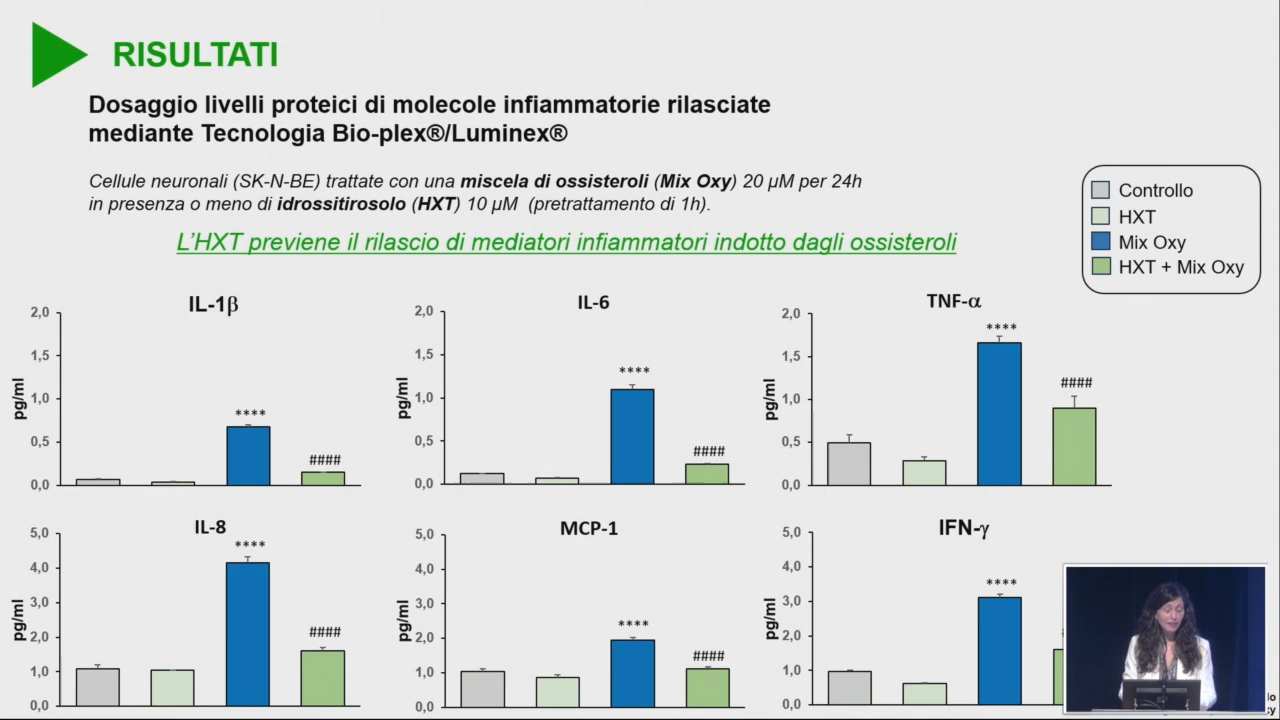 RISULTATI
Dosaggio livelli proteici di molecole infiammatorie rilasciate
mediante Tecnologia Bio-plex®/Luminex®
Cellule neuronali (SK-N-BE) trattate con una miscela di ossisteroli (Mix Oxy) 20 µM per 24h
in presenza o meno di idrossitirosolo (HXT) 10 µM (pretrattamento di 1h).
L'HXT previene il rilascio di mediatori infiammatori indotto dagli ossisteroli
Controllo
HXT
Mix Oxy
HXT + Mix Oxy
IL-1β
2,0
1,5
1,0
0,5
0,0
pg/ml
****
####
IL-6
2,0
1,5
1,0
0,5
0,0
pg/ml
****
####
TNF-α
2,0
1,5
1,0
0,5
0,0
pg/ml
****
####
IL-8
5,0
4,0
3,0
2,0
1,0
0,0
pg/ml
****
####
MCP-1
5,0
4,0
3,0
2,0
1,0
0,0
pg/ml
****
####
IFN-γ
5,0
4,0
3,0
2,0
1,0
0,0
pg/ml
****